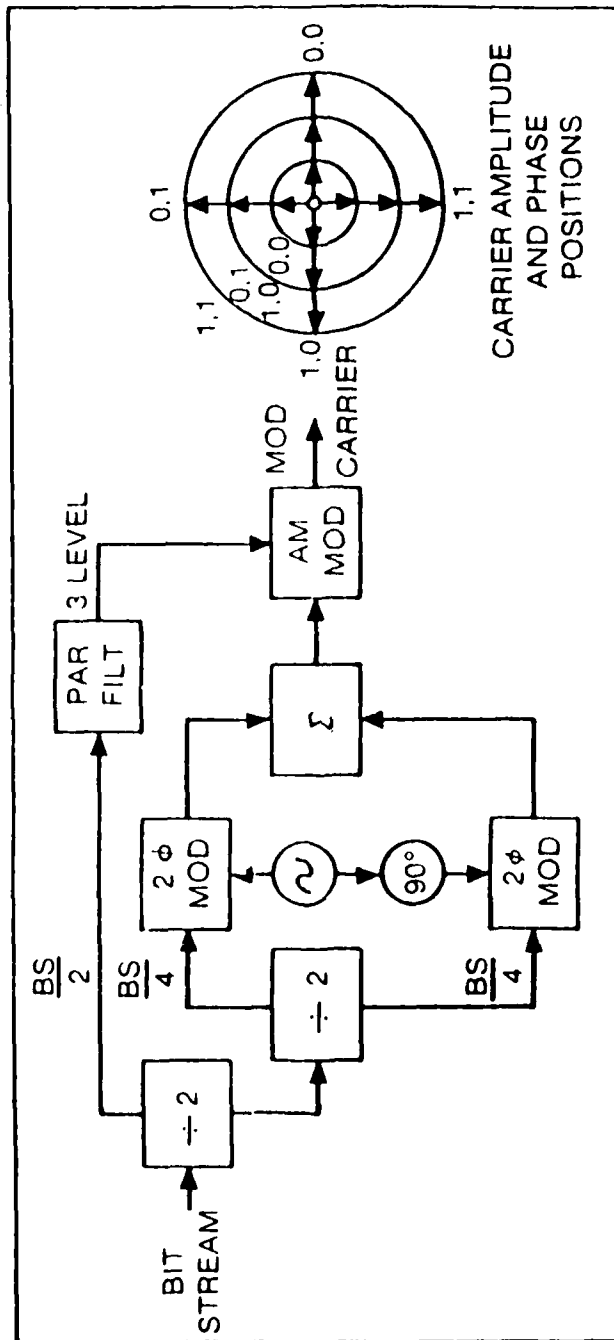 BIT
STREAM
÷ 2
BS
2
÷ 2
BS
4
BS
4
2 ϕ
MOD
∼
90°
2ϕ
MOD
PAR
FILT
3 LEVEL
Σ
AM
MOD
MOD
CARRIER
0.1
0.0
1.1
1.0
1.1
0.1
1.0
0.0
CARRIER AMPLITUDE
AND PHASE
POSITIONS